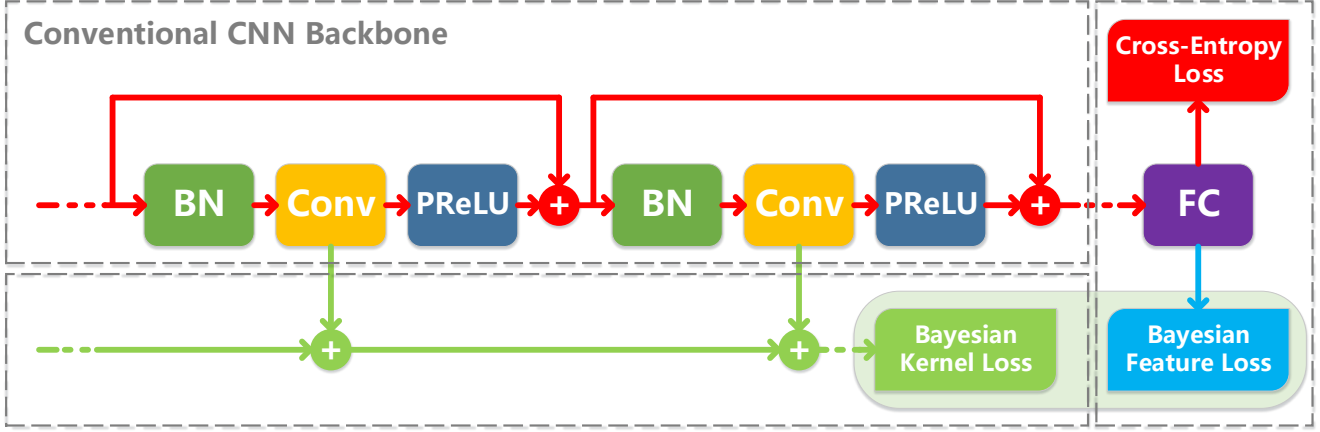 Conventional CNN Backbone
Cross-Entropy
Loss
BN
Conv
PReLU
+
BN
Conv
PReLU
+
FC
+
+
Bayesian
Kernel Loss
Bayesian
Feature Loss